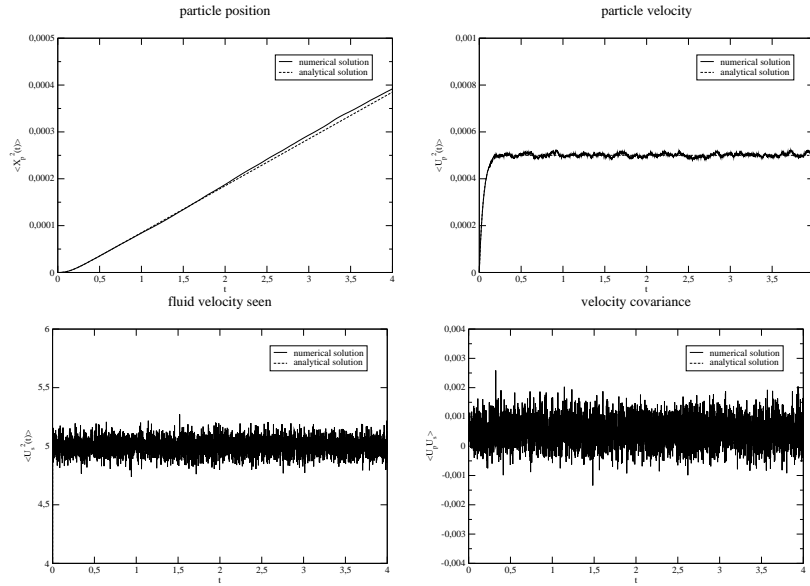 particle position
0,0005
0,0004
0,0003
0,0002
0,0001
0
<X_p^2(t)>
numerical solution
analytical solution
0 0,5 1 1,5 2 2,5 3 3,5 4
t
particle velocity
0,001
0,0008
0,0006
0,0004
0,0002
0
<U_p^2(t)>
numerical solution
analytical solution
0 0,5 1 1,5 2 2,5 3 3,5
t
fluid velocity seen
6
5,5
5
4,5
4
<U_s^2(t)>
numerical solution
analytical solution
0 0,5 1 1,5 2 2,5 3 3,5 4
t
velocity covariance
0,004
0,003
0,002
0,001
0
-0,001
-0,002
-0,003
-0,004
<U_pU_s>
numerical solution
analytical solution
0 0,5 1 1,5 2 2,5 3 3,5 4
t